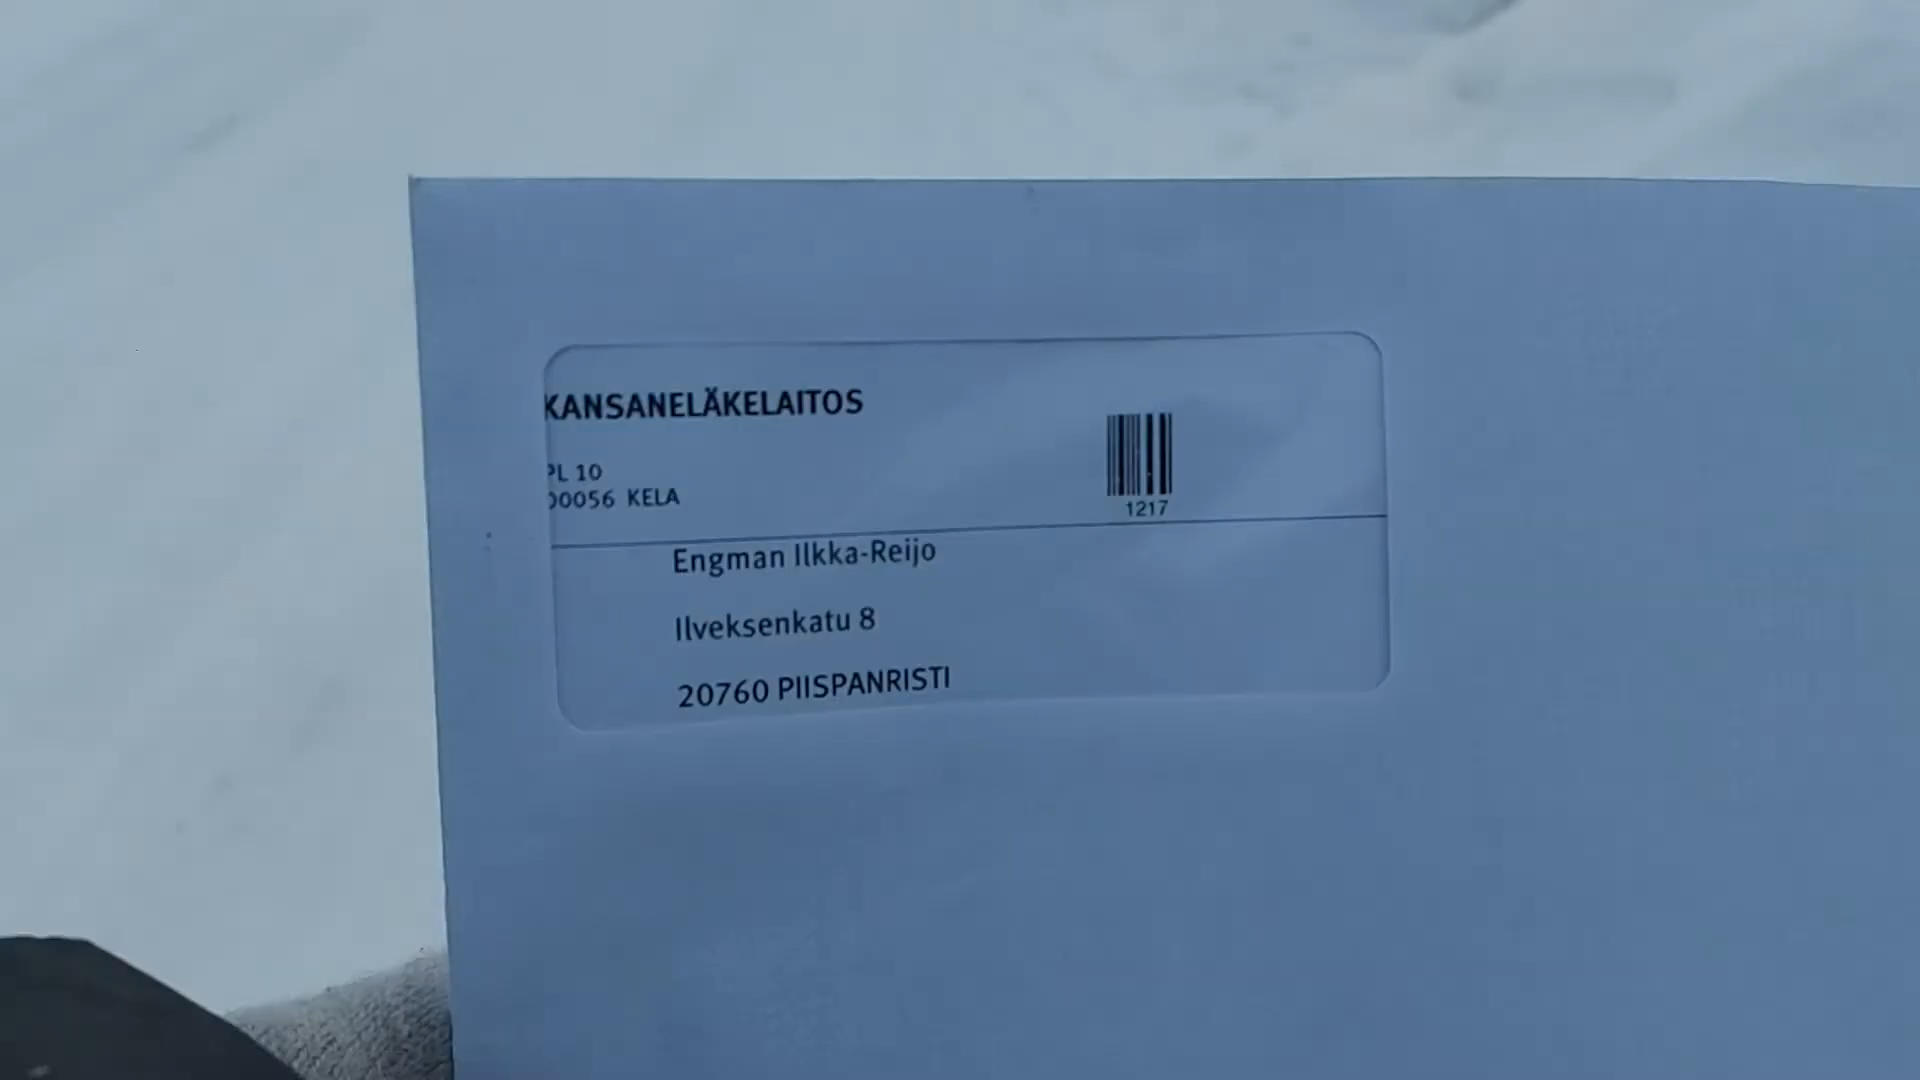 KANSANELÄKELAITOS
PL 10
00056 KELA
1217
Engman Ilkka-Reijo
Ilveksenkatu 8
20760 PIISPANRISTI